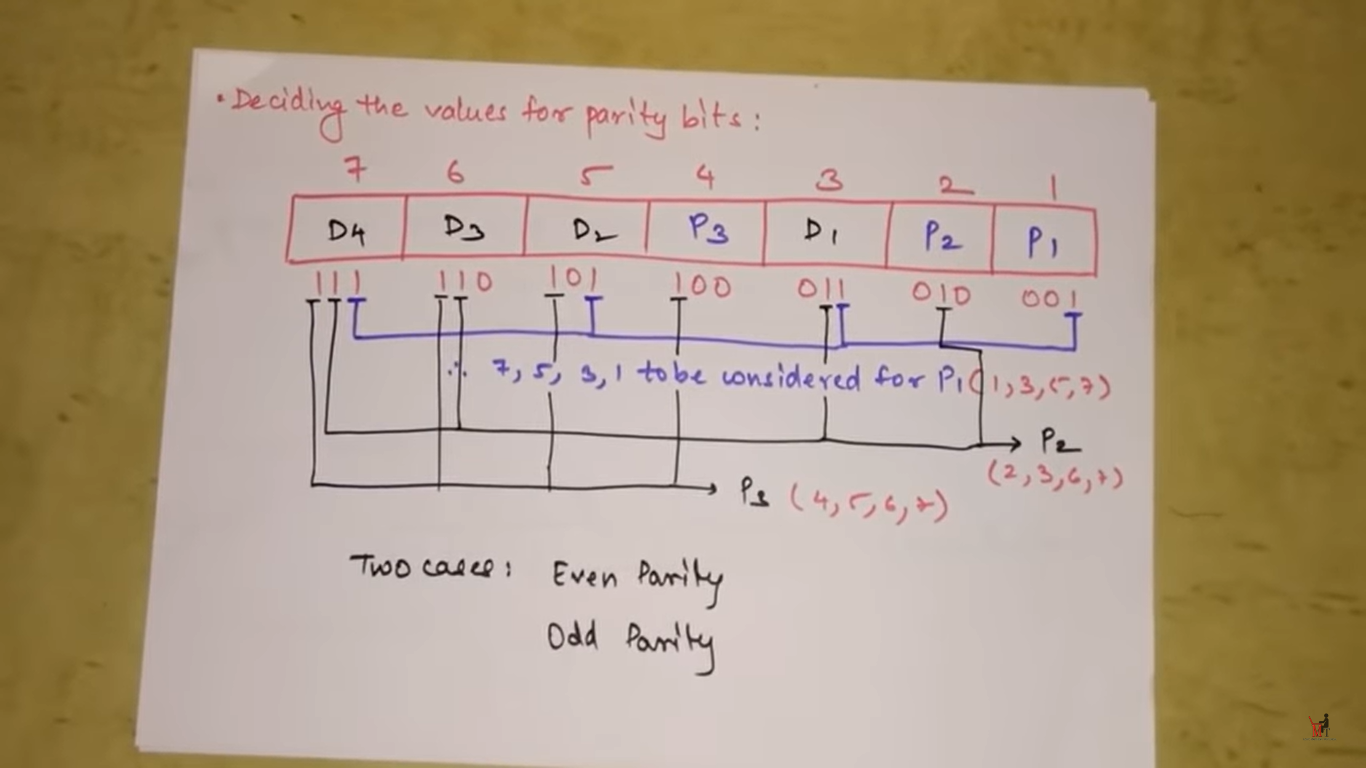 • Deciding the values for parity bits:
7 6 5 4 3 2 1
D4 D3 D2 P3 D1 P2 P1
111 110 101 100 011 010 001
∴ 7, 5, 3, 1 to be considered for P1 (1, 3, 5, 7)
P2
(2, 3, 6, 7)
P3 (4, 5, 6, 7)
Two cases: Even Parity
Odd Parity